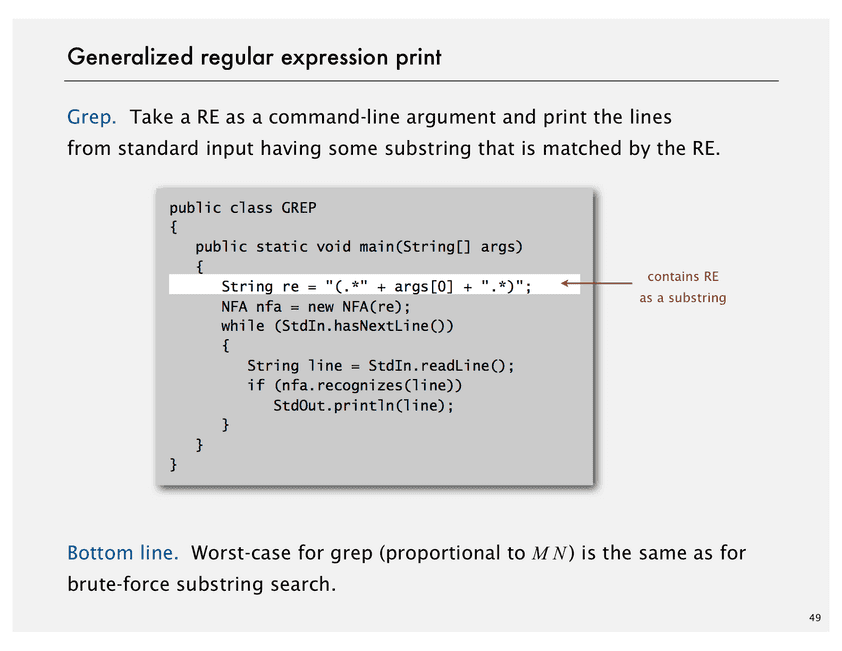 Generalized regular expression print
Grep. Take a RE as a command-line argument and print the lines
from standard input having some substring that is matched by the RE.
public class GREP
{
   public static void main(String[] args)
   {
      String re = "(.*" + args[0] + ".*)";
      NFA nfa = new NFA(re);
      while (StdIn.hasNextLine())
      {
         String line = StdIn.readLine();
         if (nfa.recognizes(line))
            StdOut.println(line);
      }
   }
}
contains RE
as a substring
Bottom line. Worst-case for grep (proportional to M N) is the same as for
brute-force substring search.
49